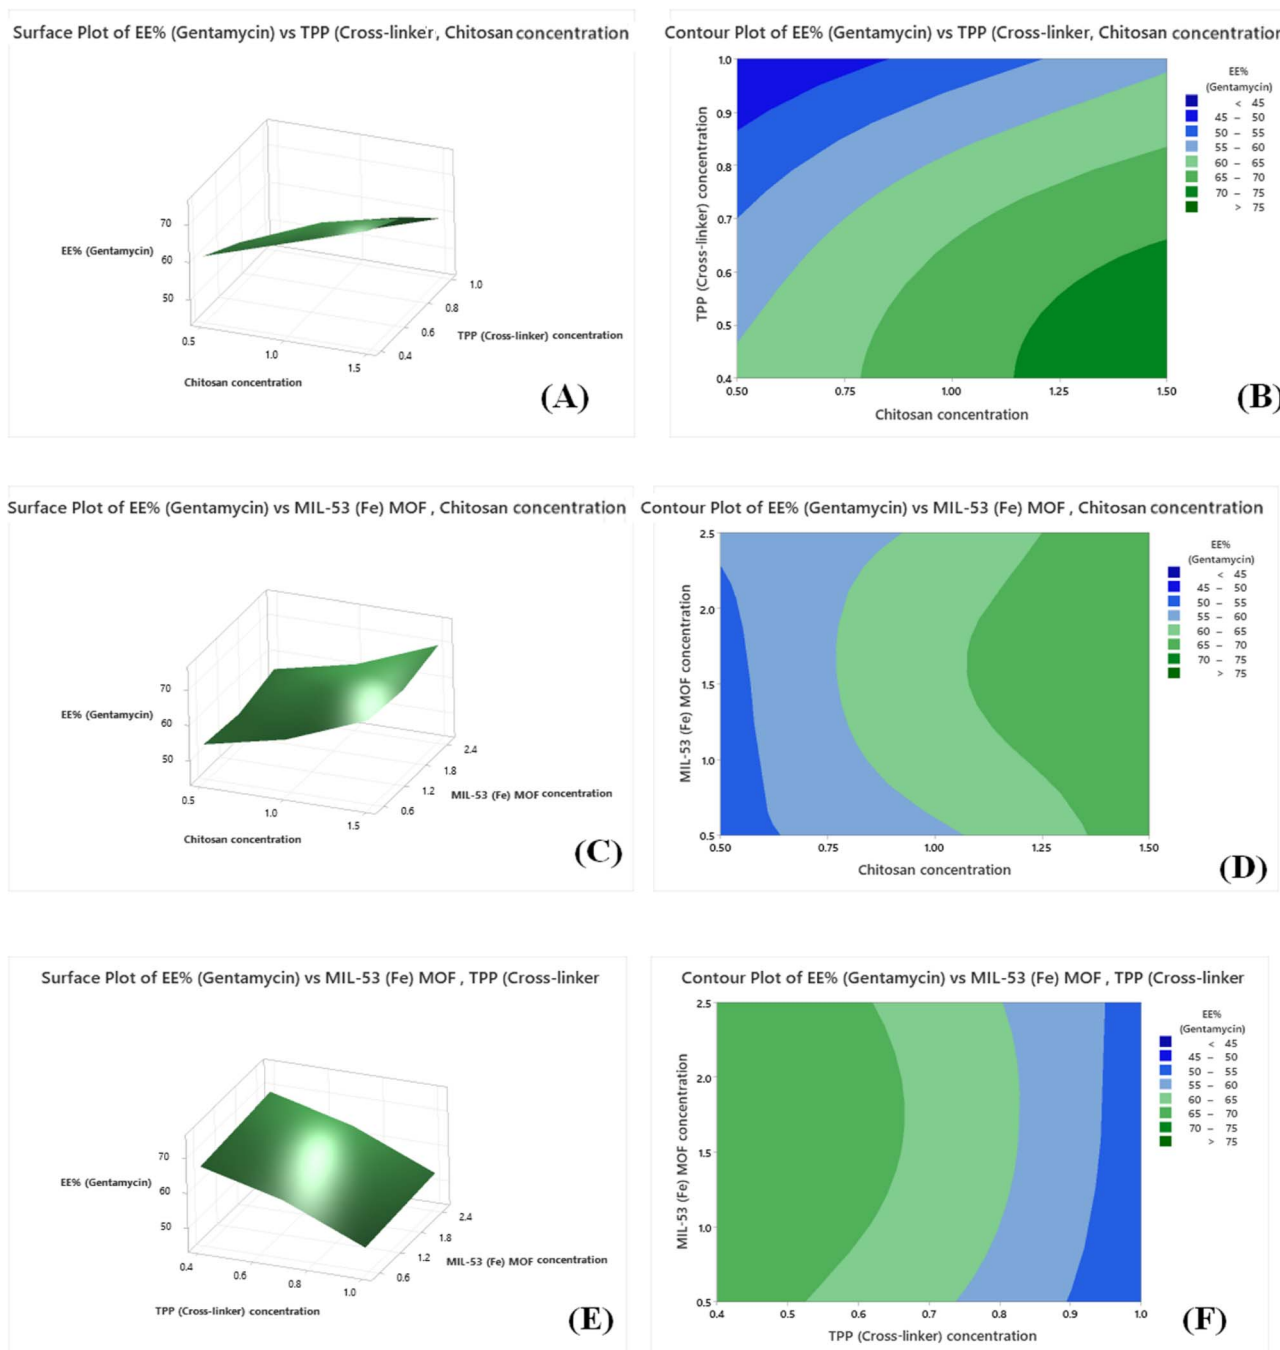 Surface Plot of EE% (Gentamycin) vs TPP (Cross-linker, Chitosan concentration
70
EE% (Gentamycin)
60
50
0.5
1.0
1.5
0.4
0.6
0.8
1.0
TPP (Cross-linker) concentration
Chitosan concentration
(A)
Contour Plot of EE% (Gentamycin) vs TPP (Cross-linker, Chitosan concentration
1.0
0.9
0.8
0.7
0.6
0.5
0.4
TPP (Cross-linker) concentration
0.50
0.75
1.00
1.25
1.50
Chitosan concentration
EE%
(Gentamycin)
< 45
45 – 50
50 – 55
55 – 60
60 – 65
65 – 70
70 – 75
> 75
(B)
Surface Plot of EE% (Gentamycin) vs MIL-53 (Fe) MOF , Chitosan concentration
70
EE% (Gentamycin)
60
50
0.5
1.0
1.5
0.6
1.2
1.8
2.4
MIL-53 (Fe) MOF concentration
Chitosan concentration
(C)
Contour Plot of EE% (Gentamycin) vs MIL-53 (Fe) MOF , Chitosan concentration
2.5
2.0
1.5
1.0
0.5
MIL-53 (Fe) MOF concentration
0.50
0.75
1.00
1.25
1.50
Chitosan concentration
EE%
(Gentamycin)
< 45
45 – 50
50 – 55
55 – 60
60 – 65
65 – 70
70 – 75
> 75
(D)
Surface Plot of EE% (Gentamycin) vs MIL-53 (Fe) MOF , TPP (Cross-linker
70
EE% (Gentamycin)
60
50
0.4
0.6
0.8
1.0
0.6
1.2
1.8
2.4
MIL-53 (Fe) MOF concentration
TPP (Cross-linker) concentration
(E)
Contour Plot of EE% (Gentamycin) vs MIL-53 (Fe) MOF , TPP (Cross-linker
2.5
2.0
1.5
1.0
0.5
MIL-53 (Fe) MOF concentration
0.4
0.5
0.6
0.7
0.8
0.9
1.0
TPP (Cross-linker) concentration
EE%
(Gentamycin)
< 45
45 – 50
50 – 55
55 – 60
60 – 65
65 – 70
70 – 75
> 75
(F)